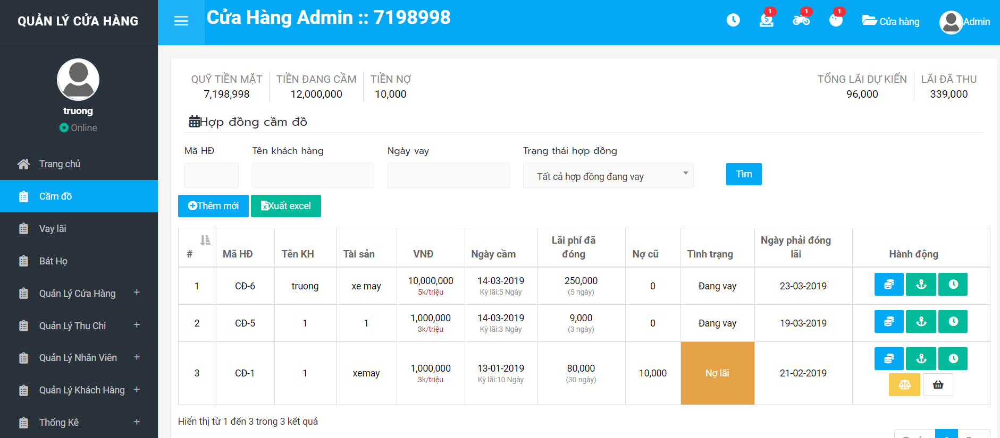 QUẢN LÝ CỬA HÀNG
Cửa Hàng Admin :: 7198998
1
1
1
Cửa hàng
Admin
truong
Online
Trang chủ
Cầm đồ
Vay lãi
Bát Họ
Quản Lý Cửa Hàng +
Quản Lý Thu Chi +
Quản Lý Nhân Viên +
Quản Lý Khách Hàng +
Thống Kê +
QUỸ TIỀN MẶT TIỀN ĐANG CẦM TIỀN NỢ TỔNG LÃI DỰ KIẾN LÃI ĐÃ THU
7,198,998 12,000,000 10,000 96,000 339,000
Hợp đồng cầm đồ
Mã HĐ Tên khách hàng Ngày vay Trạng thái hợp đồng
Tất cả hợp đồng đang vay Tìm
Thêm mới Xuất excel
# Mã HĐ Tên KH Tài sản VNĐ Ngày cầm Lãi phí đã đóng Nợ cũ Tình trạng Ngày phải đóng lãi Hành động
1 CĐ-6 truong xe may 10,000,000 14-03-2019 250,000 0 Đang vay 23-03-2019
5k/triệu Kỳ lãi:5 Ngày (5 ngày)
2 CĐ-5 1 1 1,000,000 14-03-2019 9,000 0 Đang vay 19-03-2019
3k/triệu Kỳ lãi:3 Ngày (3 ngày)
3 CĐ-1 1 xemay 1,000,000 13-01-2019 80,000 10,000 Nợ lãi 21-02-2019
3k/triệu Kỳ lãi:10 Ngày (30 ngày)
Hiển thị từ 1 đến 3 trong 3 kết quả